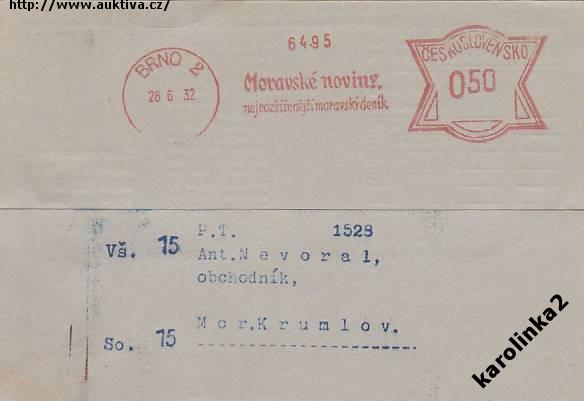 http://www.auktiva.cz/
6495
BRNO 2
28 6 32
Moravské noviny,
nejrozšířenější moravský deník
ČESKOSLOVENSKO
050
P.T. 1528
Vš. 15
Ant.Nevoral,
obchodník,
Mor.Krumlov.
So. 15
karolinka2